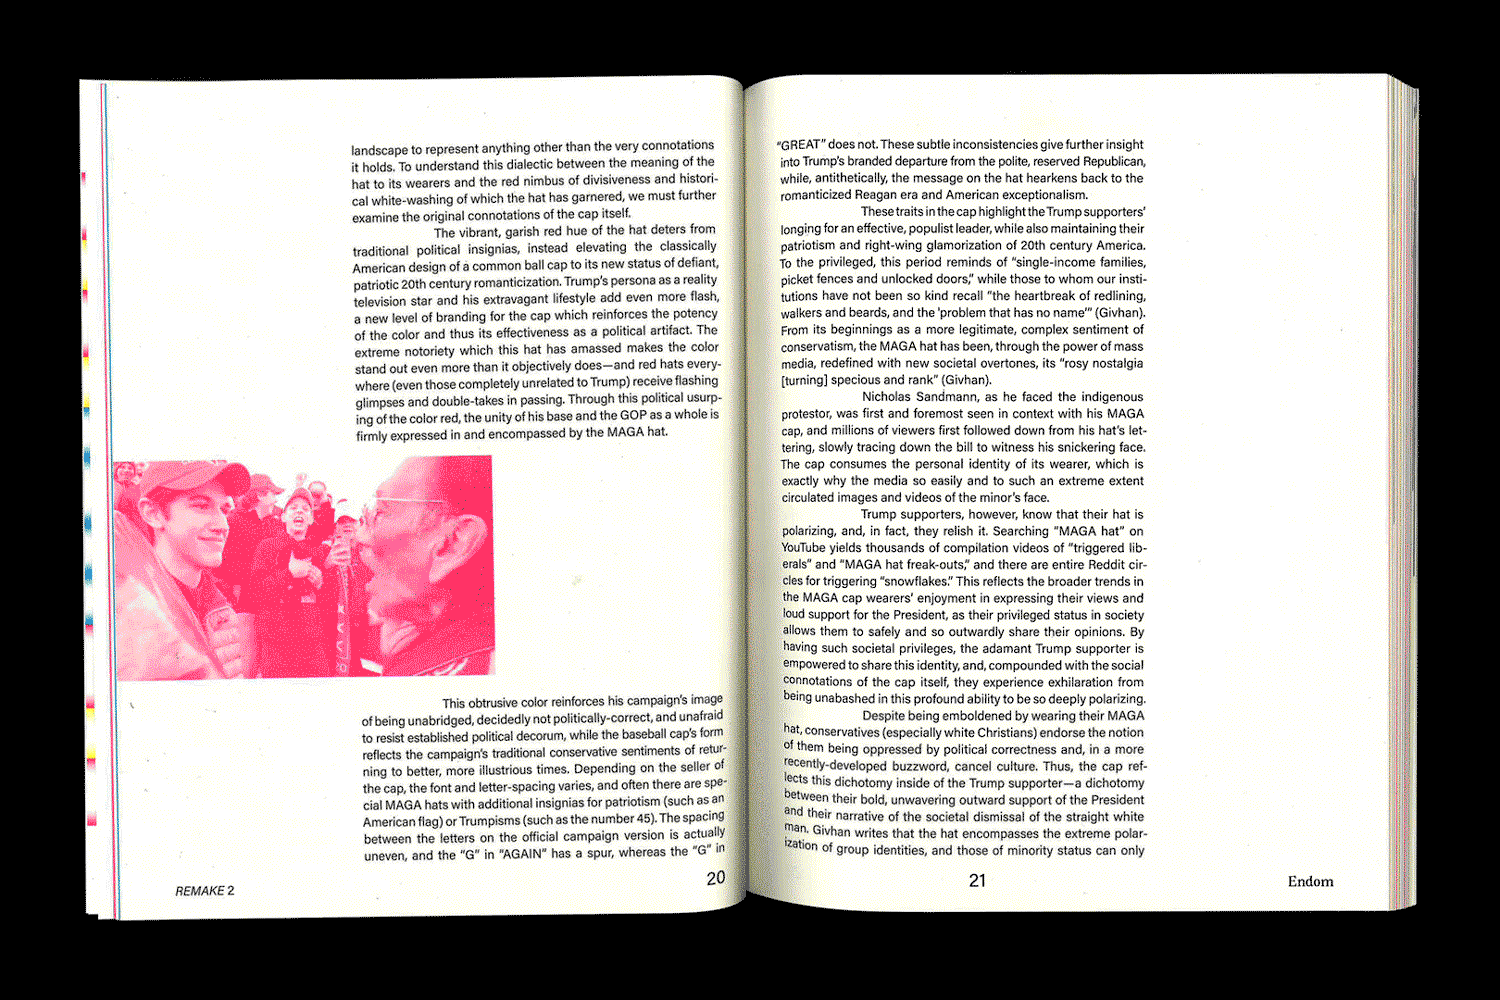 landscape to represent anything other than the very connotations
it holds. To understand this dialectic between the meaning of the
hat to its wearers and the red nimbus of divisiveness and histori-
cal white-washing of which the hat has garnered, we must further
examine the original connotations of the cap itself.
The vibrant, garish red hue of the hat deters from
traditional political insignias, instead elevating the classically
American design of a common ball cap to its new status of defiant,
patriotic 20th century romanticization. Trump's persona as a reality
television star and his extravagant lifestyle add even more flash,
a new level of branding for the cap which reinforces the potency
of the color and thus its effectiveness as a political artifact. The
extreme notoriety which this hat has amassed makes the color
stand out even more than it objectively does—and red hats every-
where (even those completely unrelated to Trump) receive flashing
glimpses and double-takes in passing. Through this political usurp-
ing of the color red, the unity of his base and the GOP as a whole is
firmly expressed in and encompassed by the MAGA hat.
This obtrusive color reinforces his campaign's image
of being unabridged, decidedly not politically-correct, and unafraid
to resist established political decorum, while the baseball cap's form
reflects the campaign's traditional conservative sentiments of retur-
ning to better, more illustrious times. Depending on the seller of
the cap, the font and letter-spacing varies, and often there are spe-
cial MAGA hats with additional insignias for patriotism (such as an
American flag) or Trumpisms (such as the number 45). The spacing
between the letters on the official campaign version is actually
uneven, and the "G" in "AGAIN" has a spur, whereas the "G" in
REMAKE 2
20
"GREAT" does not. These subtle inconsistencies give further insight
into Trump's branded departure from the polite, reserved Republican,
while, antithetically, the message on the hat hearkens back to the
romanticized Reagan era and American exceptionalism.
These traits in the cap highlight the Trump supporters'
longing for an effective, populist leader, while also maintaining their
patriotism and right-wing glamorization of 20th century America.
To the privileged, this period reminds of "single-income families,
picket fences and unlocked doors," while those to whom our insti-
tutions have not been so kind recall "the heartbreak of redlining,
walkers and beards, and the 'problem that has no name'" (Givhan).
From its beginnings as a more legitimate, complex sentiment of
conservatism, the MAGA hat has been, through the power of mass
media, redefined with new societal overtones, its "rosy nostalgia
[turning] specious and rank" (Givhan).
Nicholas Sandmann, as he faced the indigenous
protestor, was first and foremost seen in context with his MAGA
cap, and millions of viewers first followed down from his hat's let-
tering, slowly tracing down the bill to witness his snickering face.
The cap consumes the personal identity of its wearer, which is
exactly why the media so easily and to such an extreme extent
circulated images and videos of the minor's face.
Trump supporters, however, know that their hat is
polarizing, and, in fact, they relish it. Searching "MAGA hat" on
YouTube yields thousands of compilation videos of "triggered lib-
erals" and "MAGA hat freak-outs," and there are entire Reddit cir-
cles for triggering "snowflakes." This reflects the broader trends in
the MAGA cap wearers' enjoyment in expressing their views and
loud support for the President, as their privileged status in society
allows them to safely and so outwardly share their opinions. By
having such societal privileges, the adamant Trump supporter is
empowered to share this identity, and, compounded with the social
connotations of the cap itself, they experience exhilaration from
being unabashed in this profound ability to be so deeply polarizing.
Despite being emboldened by wearing their MAGA
hat, conservatives (especially white Christians) endorse the notion
of them being oppressed by political correctness and, in a more
recently-developed buzzword, cancel culture. Thus, the cap ref-
lects this dichotomy inside of the Trump supporter—a dichotomy
between their bold, unwavering outward support of the President
and their narrative of the societal dismissal of the straight white
man. Givhan writes that the hat encompasses the extreme polar-
ization of group identities, and those of minority status can only
21
Endom